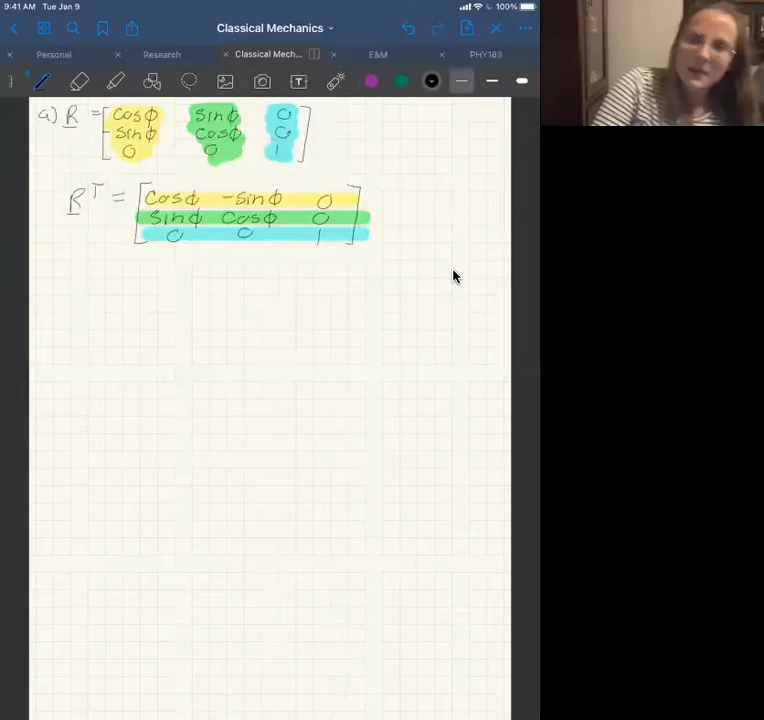 9:41 AM Tue Jan 9
100%
Classical Mechanics
Personal
Research
Classical Mech...
E&M
PHY183
a) R = [cosφ sinφ 0
-sinφ cosφ 0
0 0 1]
R^T = [cosφ -sinφ 0
sinφ cosφ 0
0 0 1]